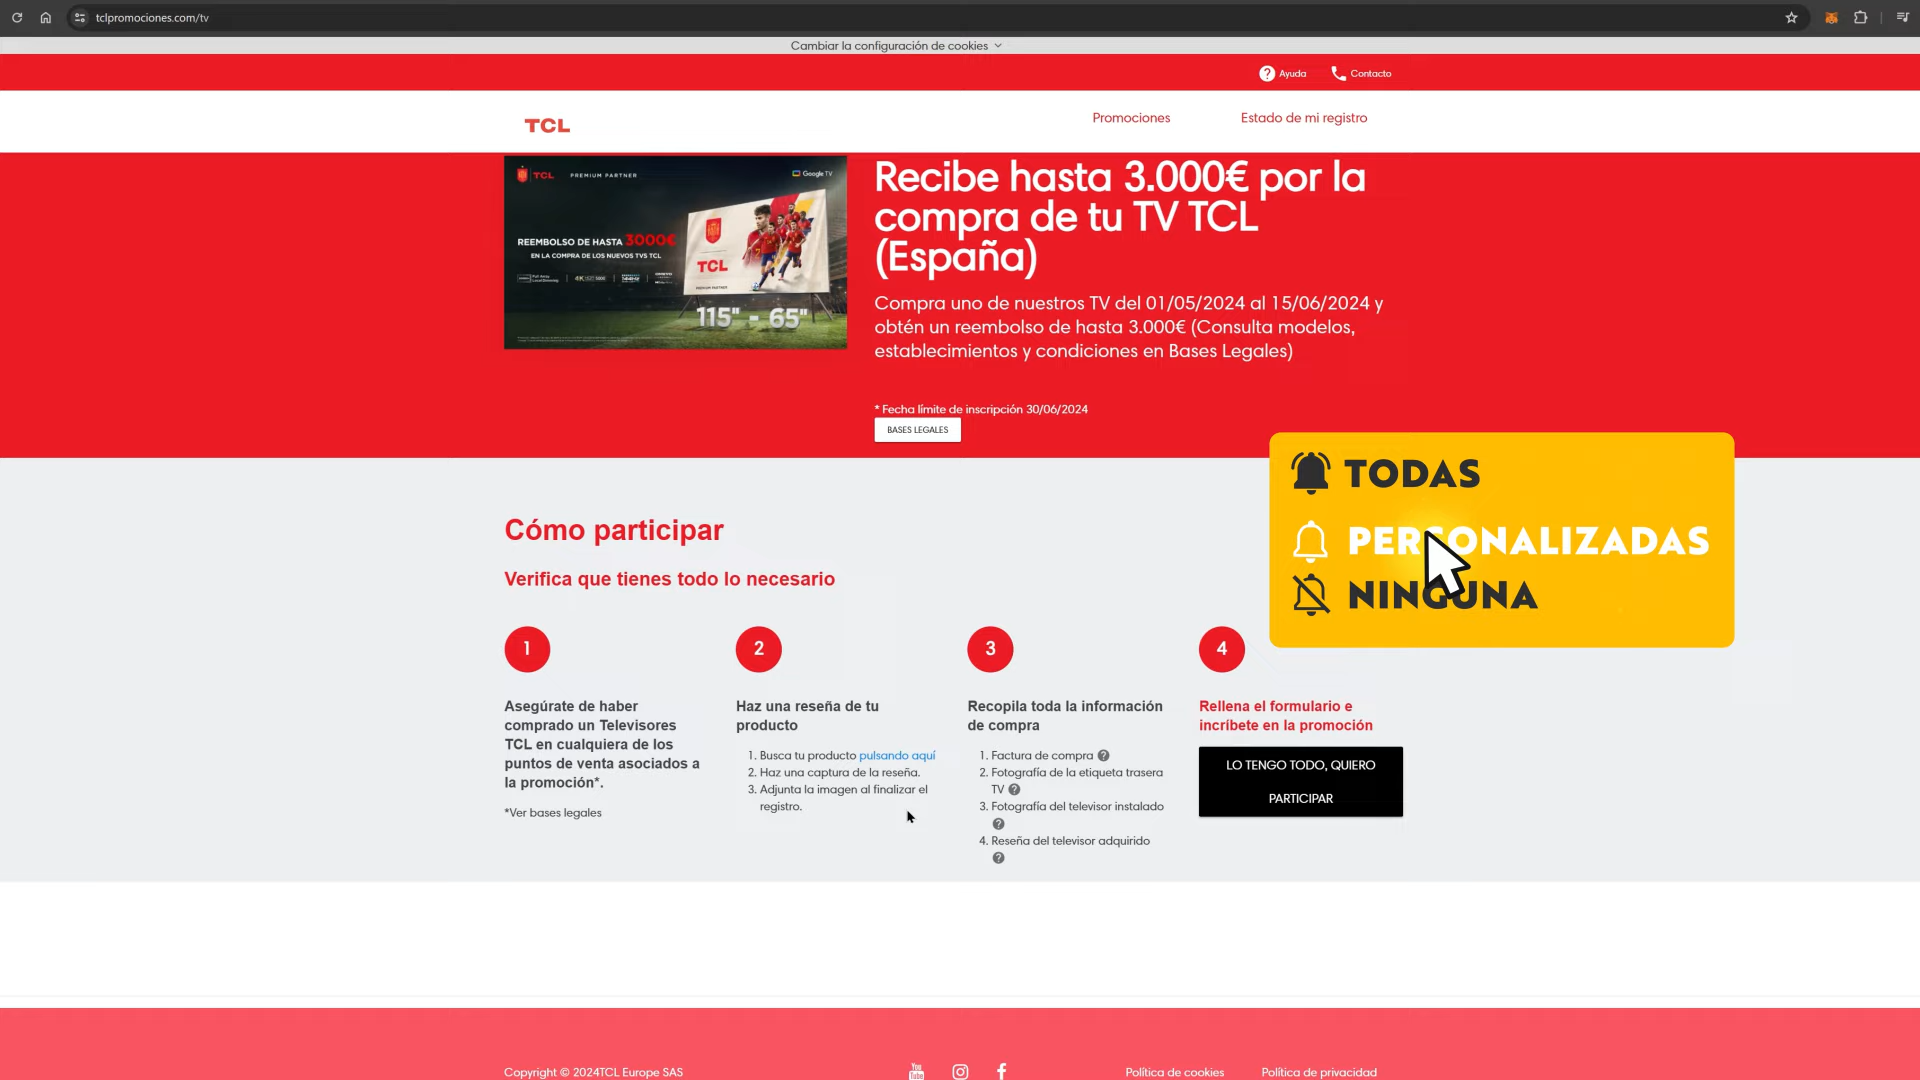 tclpromociones.com/tv
Cambiar la configuración de cookies
Ayuda
Contacto
TCL
Promociones
Estado de mi registro
TCL
PREMIUM PARTNER
Google TV
REEMBOLSO DE HASTA 3000€
EN LA COMPRA DE LOS NUEVOS TVS TCL
TCL
115" - 65"
Recibe hasta 3.000€ por la
compra de tu TV TCL
(España)
Compra uno de nuestros TV del 01/05/2024 al 15/06/2024 y
obtén un reembolso de hasta 3.000€ (Consulta modelos,
establecimientos y condiciones en Bases Legales)
* Fecha límite de inscripción 30/06/2024
BASES LEGALES
TODAS
PERSONALIZADAS
NINGUNA
Cómo participar
Verifica que tienes todo lo necesario
1
Asegúrate de haber
comprado un Televisores
TCL en cualquiera de los
puntos de venta asociados a
la promoción*.
*Ver bases legales
2
Haz una reseña de tu
producto
1. Busca tu producto pulsando aquí
2. Haz una captura de la reseña.
3. Adjunta la imagen al finalizar el
registro.
3
Recopila toda la información
de compra
1. Factura de compra
2. Fotografía de la etiqueta trasera
TV
3. Fotografía del televisor instalado
4. Reseña del televisor adquirido
4
Rellena el formulario e
incríbete en la promoción
LO TENGO TODO, QUIERO
PARTICIPAR
Copyright © 2024TCL Europe SAS
You
Política de cookies
Política de privacidad